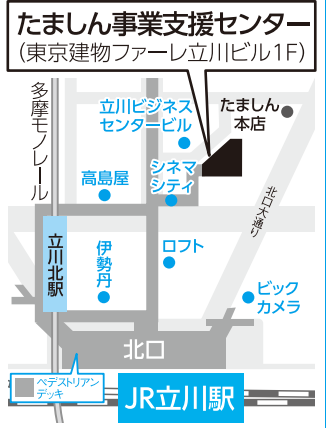 たましん事業支援センター
(東京建物ファーレ立川ビル1F)
多摩モノレール
立川ビジネス
センタービル
たましん
本店
シネマ
シティ
高島屋
北口大通り
立川北駅
伊勢丹
ロフト
ビック
カメラ
北口
ペデストリアン
デッキ
JR立川駅